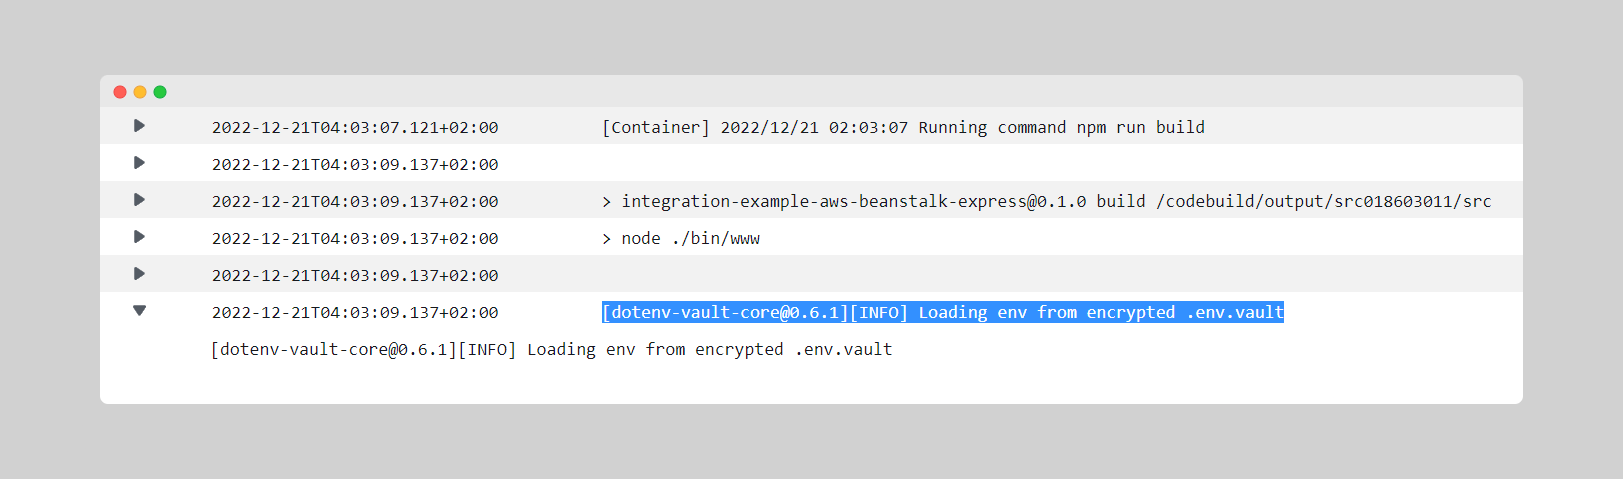 2022-12-21T04:03:07.121+02:00 [Container] 2022/12/21 02:03:07 Running command npm run build
2022-12-21T04:03:09.137+02:00
2022-12-21T04:03:09.137+02:00 > integration-example-aws-beanstalk-express@0.1.0 build /codebuild/output/src018603011/src
2022-12-21T04:03:09.137+02:00 > node ./bin/www
2022-12-21T04:03:09.137+02:00
2022-12-21T04:03:09.137+02:00 [dotenv-vault-core@0.6.1][INFO] Loading env from encrypted .env.vault
[dotenv-vault-core@0.6.1][INFO] Loading env from encrypted .env.vault